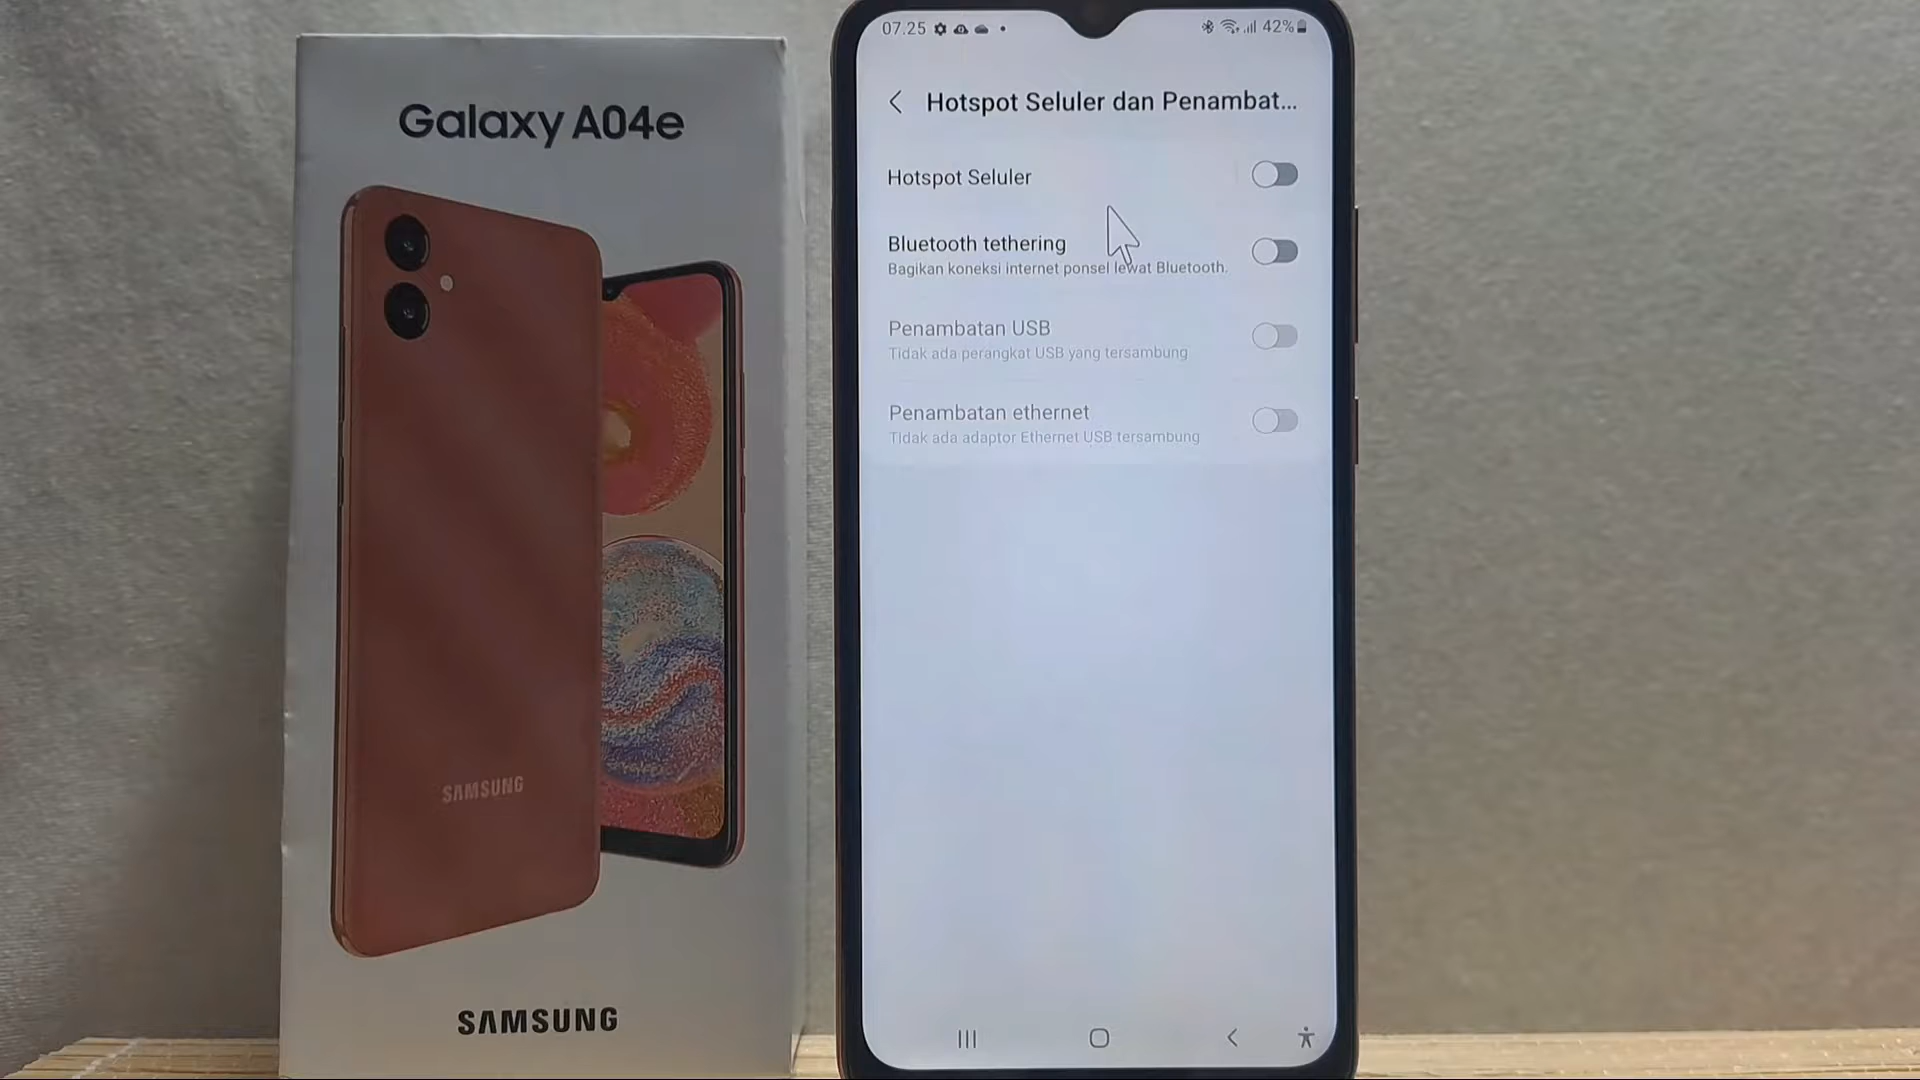 Galaxy A04e
SAMSUNG
SAMSUNG
07.25
42%
Hotspot Seluler dan Penambat...
Hotspot Seluler
Bluetooth tethering
Bagikan koneksi internet ponsel lewat Bluetooth.
Penambatan USB
Tidak ada perangkat USB yang tersambung
Penambatan ethernet
Tidak ada adaptor Ethernet USB tersambung